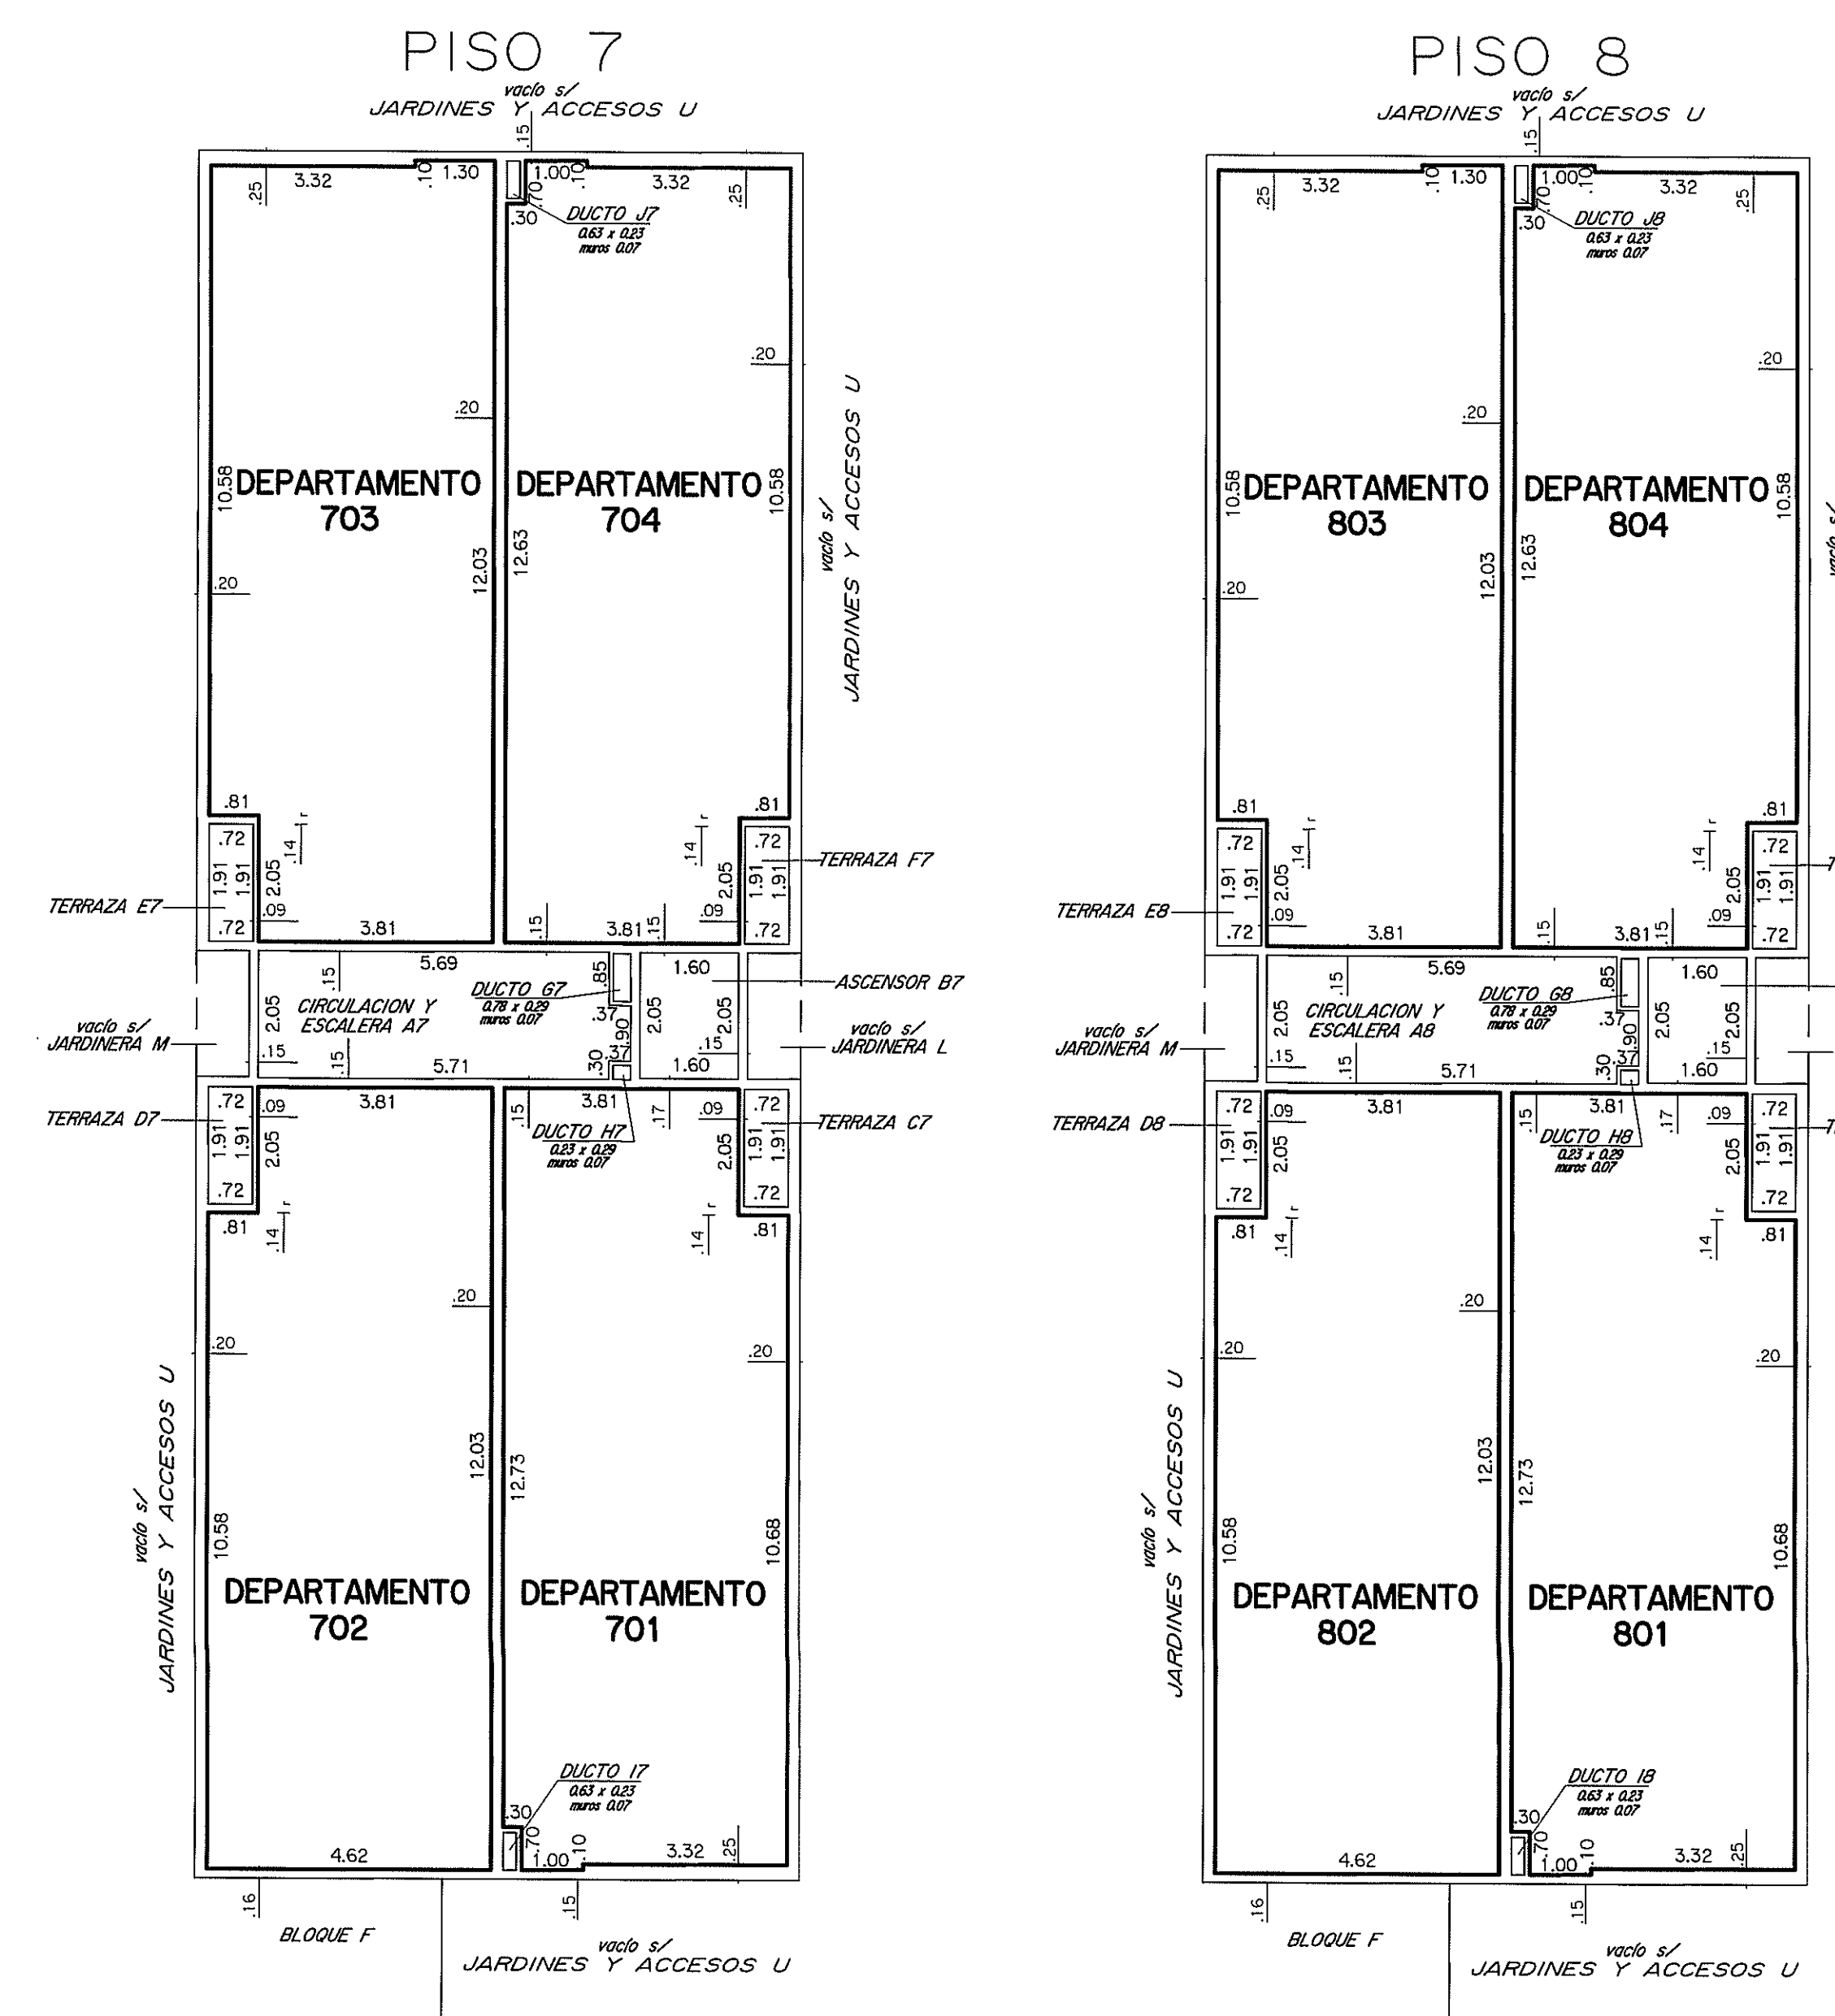 PISO 7
vacío s/
JARDINES Y ACCESOS U
.15
.25
3.32
.10
1.30
1.00
.10
3.32
.25
.70
.30
DUCTO J7
0.63 x 0.23
muros 0.07
.20
.20
DEPARTAMENTO
703
DEPARTAMENTO
704
10.58
12.03
12.63
10.58
.20
vacío s/
JARDINES Y ACCESOS U
.81
.14
r
.14
r
.81
.72
1.91
1.91
.72
2.05
.09
TERRAZA E7
3.81
.15
3.81
.15
.09
2.05
.72
1.91
1.91
.72
TERRAZA F7
.15
5.69
.85
1.60
ASCENSOR B7
DUCTO G7
0.78 x 0.29
muros 0.07
CIRCULACION Y
ESCALERA A7
2.05
.37
.90
2.05
2.05
vacío s/
JARDINERA M
vacío s/
JARDINERA L
.15
.15
5.71
.30
.37
1.60
.15
TERRAZA D7
.72
1.91
1.91
.72
.09
2.05
3.81
.15
3.81
.17
.09
2.05
.72
1.91
1.91
.72
TERRAZA C7
DUCTO H7
0.23 x 0.29
muros 0.07
.81
.14
r
.14
r
.81
.20
.20
.20
vacío s/
JARDINES Y ACCESOS U
10.58
12.03
12.73
10.68
DEPARTAMENTO
702
DEPARTAMENTO
701
DUCTO I7
0.63 x 0.23
muros 0.07
.30
.70
4.62
1.00
.10
3.32
.25
.16
.15
BLOQUE F
vacío s/
JARDINES Y ACCESOS U
PISO 8
vacío s/
JARDINES Y ACCESOS U
.15
.25
3.32
.10
1.30
1.00
.10
3.32
.25
.70
.30
DUCTO J8
0.63 x 0.23
muros 0.07
.20
.20
DEPARTAMENTO
803
DEPARTAMENTO
804
10.58
12.03
12.63
10.58
.20
vacío s/
.81
.14
r
.14
r
.81
.72
1.91
1.91
.72
2.05
.09
TERRAZA E8
3.81
.15
3.81
.15
.09
2.05
.72
1.91
1.91
.72
.15
5.69
.85
1.60
DUCTO G8
0.78 x 0.29
muros 0.07
CIRCULACION Y
ESCALERA A8
2.05
.37
.90
2.05
2.05
vacío s/
JARDINERA M
.15
.15
5.71
.30
.37
1.60
.15
TERRAZA D8
.72
1.91
1.91
.72
.09
2.05
3.81
.15
3.81
.17
.09
2.05
.72
1.91
1.91
.72
DUCTO H8
0.23 x 0.29
muros 0.07
.81
.14
r
.14
r
.81
.20
.20
.20
vacío s/
JARDINES Y ACCESOS U
10.58
12.03
12.73
10.68
DEPARTAMENTO
802
DEPARTAMENTO
801
DUCTO I8
0.63 x 0.23
muros 0.07
.30
.70
4.62
1.00
.10
3.32
.25
.16
.15
BLOQUE F
vacío s/
JARDINES Y ACCESOS U